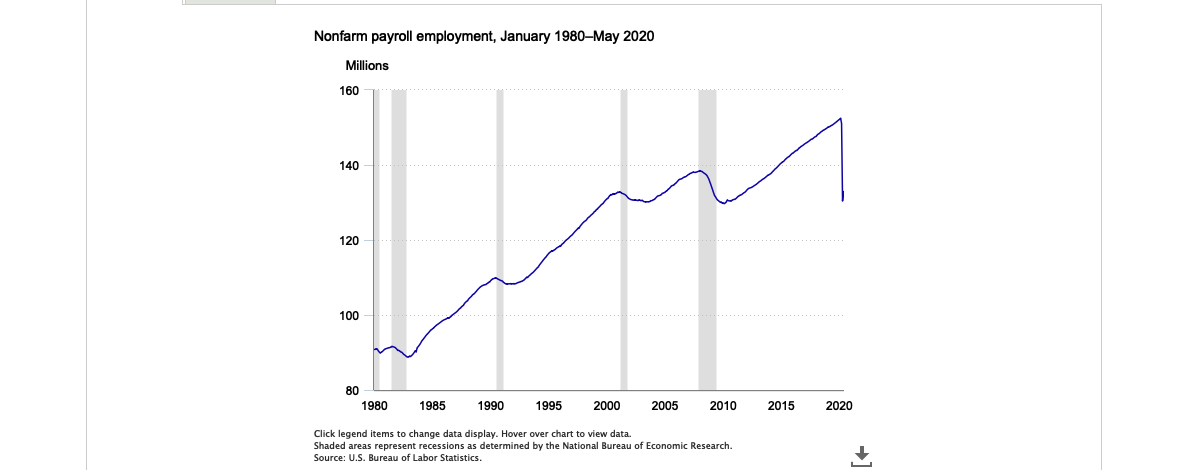 Nonfarm payroll employment, January 1980–May 2020
Millions
160
140
120
100
80
1980 1985 1990 1995 2000 2005 2010 2015 2020
Click legend items to change data display. Hover over chart to view data.
Shaded areas represent recessions as determined by the National Bureau of Economic Research.
Source: U.S. Bureau of Labor Statistics.